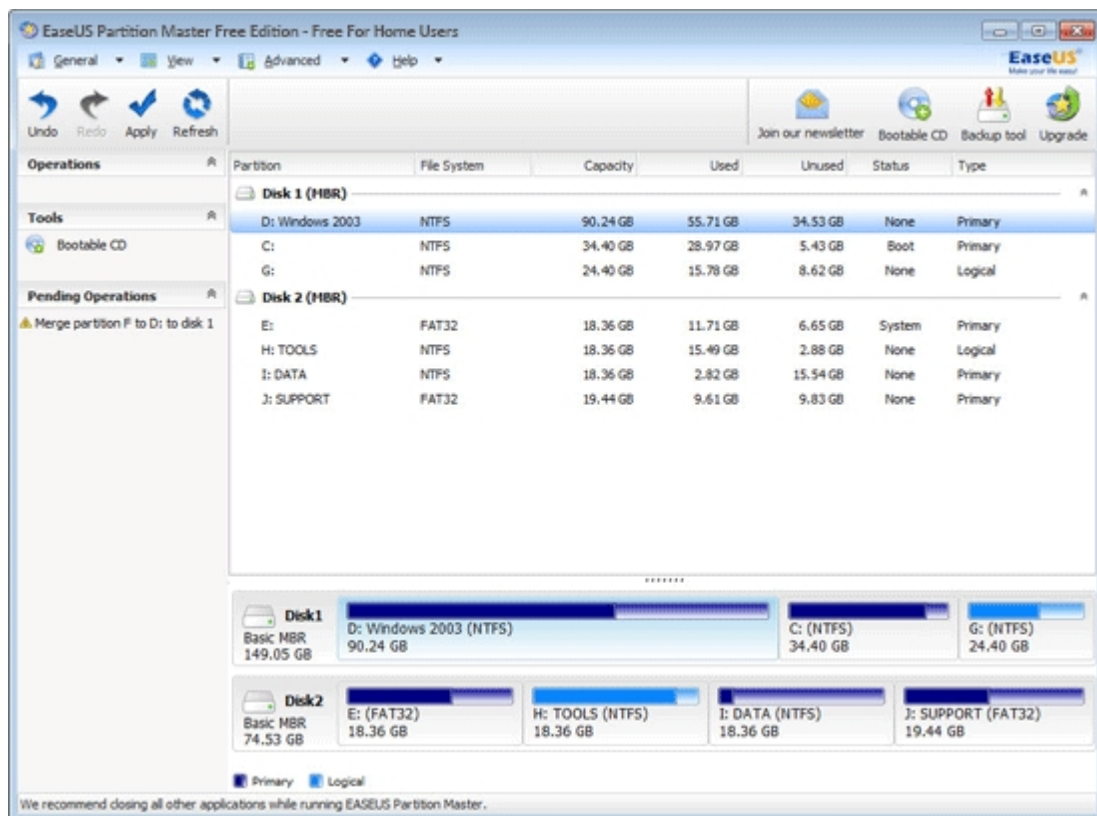 EaseUS Partition Master Free Edition - Free For Home Users
General View Advanced Help
EaseUS
Make your life easy!
Undo Redo Apply Refresh Join our newsletter Bootable CD Backup tool Upgrade
Operations
Tools
Bootable CD
Pending Operations
Merge partition F to D: to disk 1
Partition File System Capacity Used Unused Status Type
Disk 1 (MBR)
D: Windows 2003 NTFS 90.24 GB 55.71 GB 34.53 GB None Primary
C: NTFS 34.40 GB 28.97 GB 5.43 GB Boot Primary
G: NTFS 24.40 GB 15.78 GB 8.62 GB None Logical
Disk 2 (MBR)
E: FAT32 18.36 GB 11.71 GB 6.65 GB System Primary
H: TOOLS NTFS 18.36 GB 15.49 GB 2.88 GB None Logical
I: DATA NTFS 18.36 GB 2.82 GB 15.54 GB None Primary
J: SUPPORT FAT32 19.44 GB 9.61 GB 9.83 GB None Primary
Disk1
Basic MBR
149.05 GB
D: Windows 2003 (NTFS)
90.24 GB
C: (NTFS)
34.40 GB
G: (NTFS)
24.40 GB
Disk2
Basic MBR
74.53 GB
E: (FAT32)
18.36 GB
H: TOOLS (NTFS)
18.36 GB
I: DATA (NTFS)
18.36 GB
J: SUPPORT (FAT32)
19.44 GB
Primary Logical
We recommend closing all other applications while running EASEUS Partition Master.